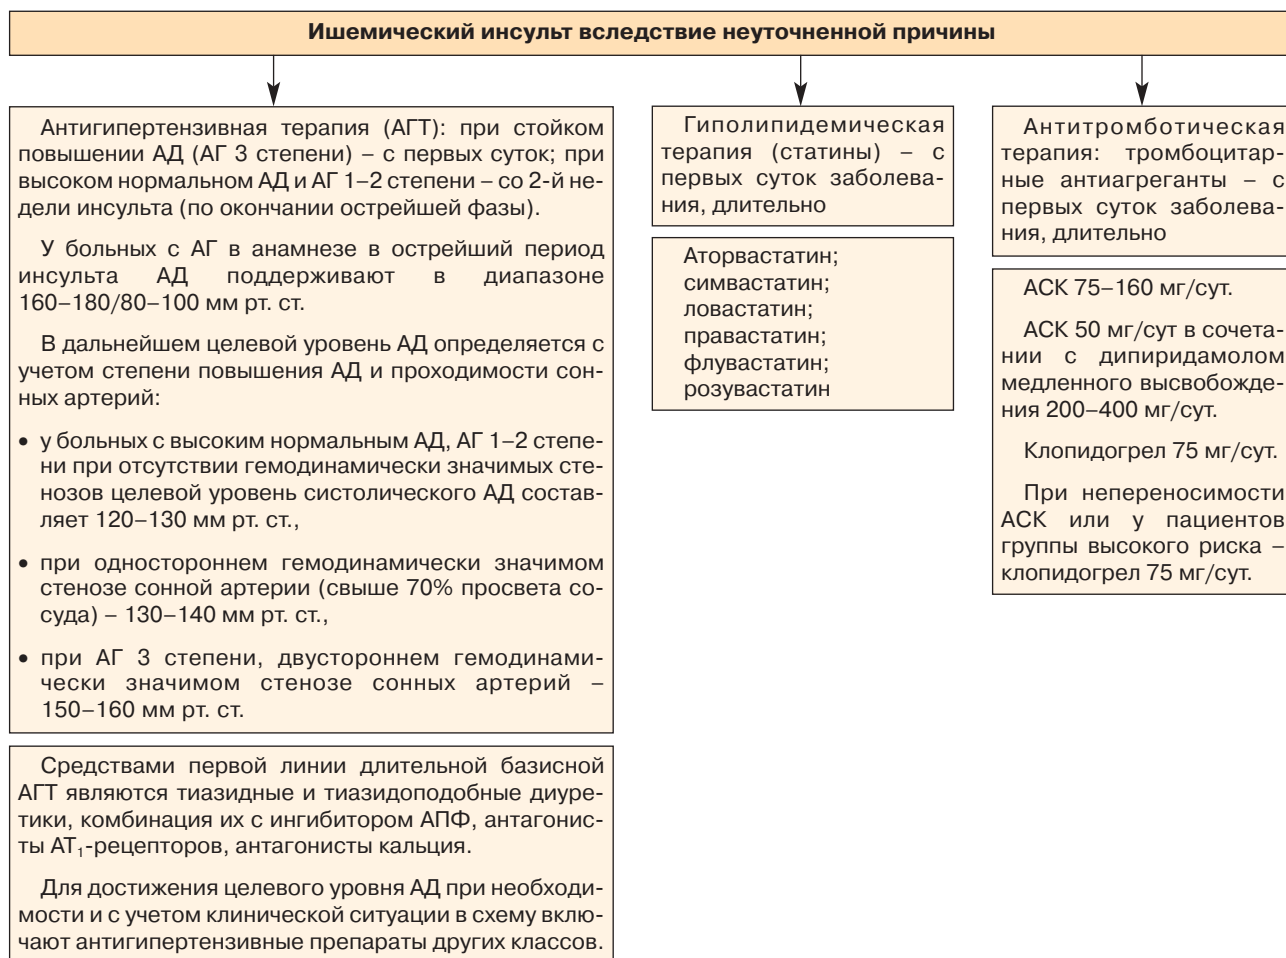 Ишемический инсульт вследствие неуточненной причины
Антигипертензивная терапия (АГТ): при стойком
повышении АД (АГ 3 степени) – с первых суток; при
высоком нормальном АД и АГ 1–2 степени – со 2-й не-
дели инсульта (по окончании острейшей фазы).
У больных с АГ в анамнезе в острейший период
инсульта АД поддерживают в диапазоне
160–180/80–100 мм рт. ст.
В дальнейшем целевой уровень АД определяется с
учетом степени повышения АД и проходимости сон-
ных артерий:
• у больных с высоким нормальным АД, АГ 1–2 степе-
ни при отсутствии гемодинамически значимых сте-
нозов целевой уровень систолического АД состав-
ляет 120–130 мм рт. ст.,
• при одностороннем гемодинамически значимом
стенозе сонной артерии (свыше 70% просвета со-
суда) – 130–140 мм рт. ст.,
• при АГ 3 степени, двустороннем гемодинами-
чески значимом стенозе сонных артерий –
150–160 мм рт. ст.
Средствами первой линии длительной базисной
АГТ являются тиазидные и тиазидоподобные диуре-
тики, комбинация их с ингибитором АПФ, антагонис-
ты АТ₁-рецепторов, антагонисты кальция.
Для достижения целевого уровня АД при необходи-
мости и с учетом клинической ситуации в схему вклю-
чают антигипертензивные препараты других классов.
Гиполипидемическая
терапия (статины) – с
первых суток заболева-
ния, длительно
Аторвастатин;
симвастатин;
ловастатин;
правастатин;
флувастатин;
розувастатин
Антитромботическая
терапия: тромбоцитар-
ные антиагреганты – с
первых суток заболева-
ния, длительно
АСК 75–160 мг/сут.
АСК 50 мг/сут в сочета-
нии с дипиридамолом
медленного высвобожде-
ния 200–400 мг/сут.
Клопидогрел 75 мг/сут.
При непереносимости
АСК или у пациентов
группы высокого риска –
клопидогрел 75 мг/сут.